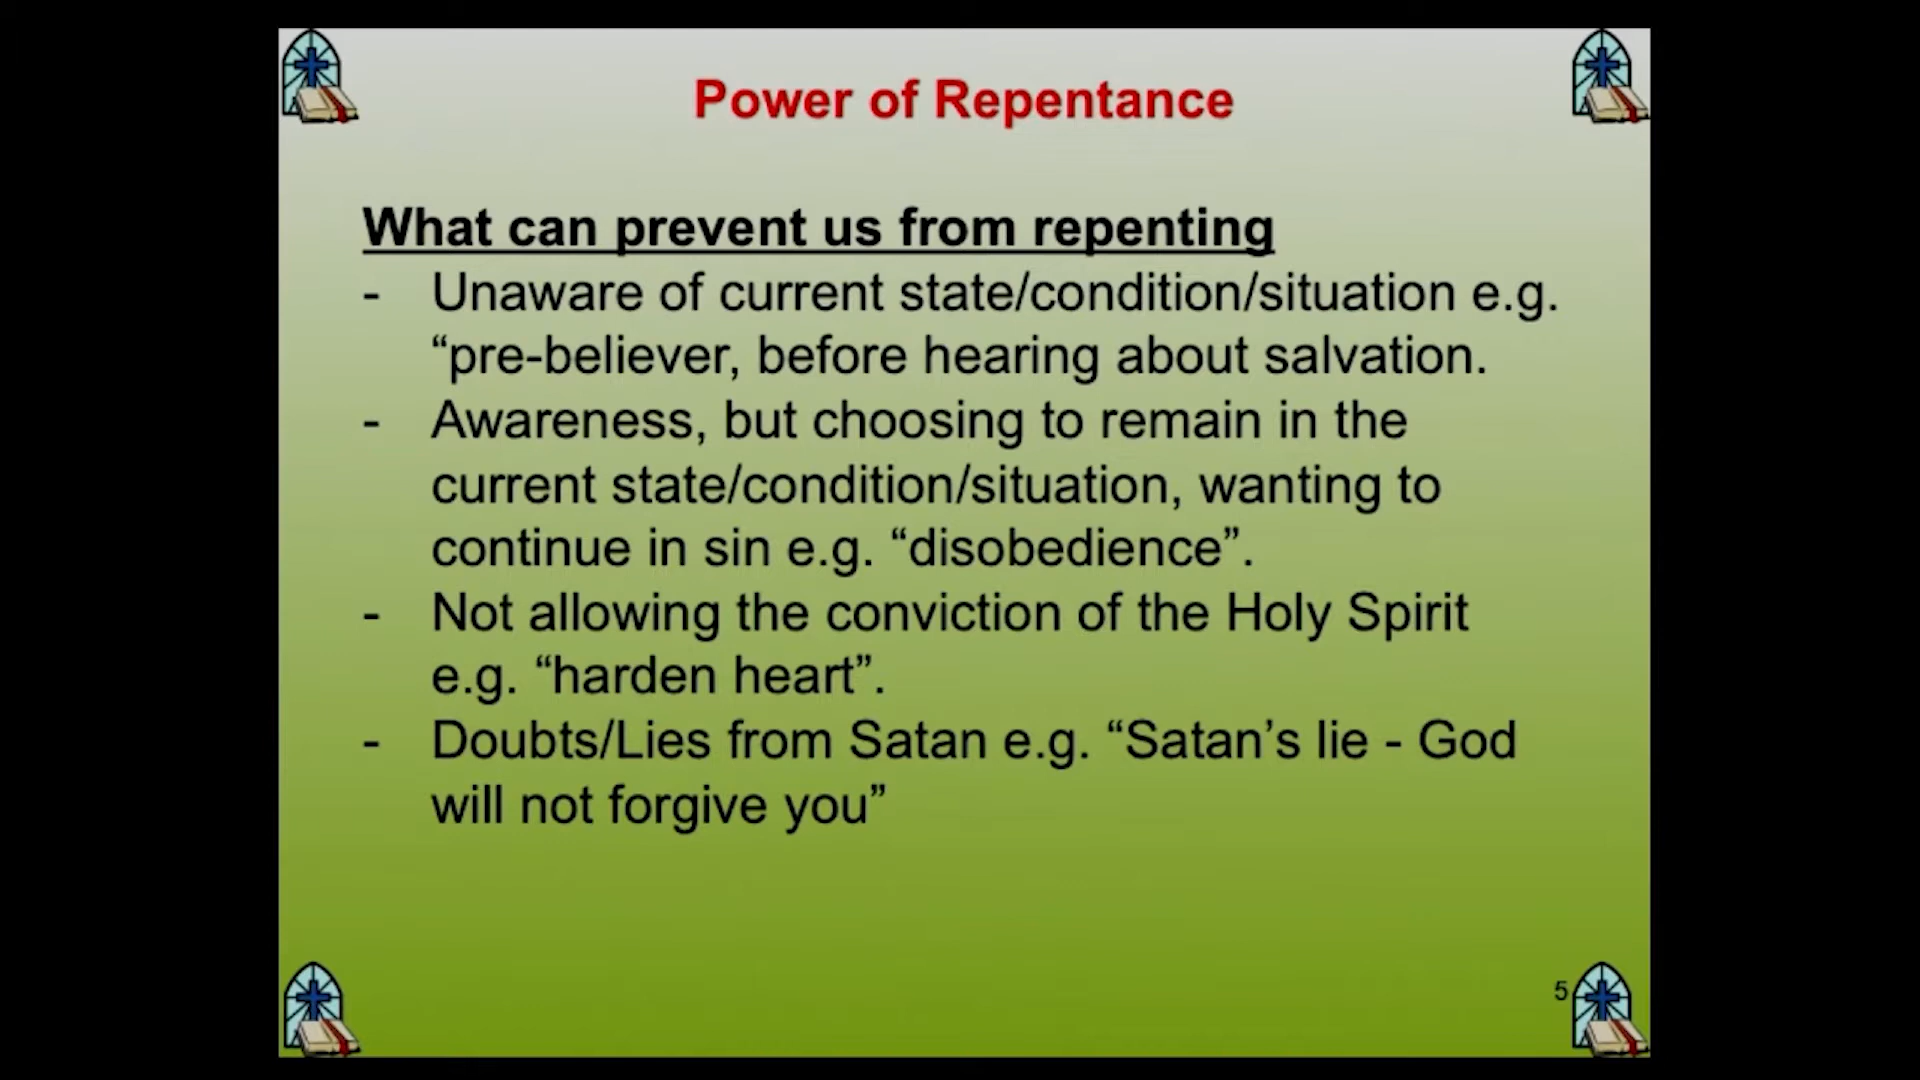 Power of Repentance
What can prevent us from repenting
- Unaware of current state/condition/situation e.g.
“pre-believer, before hearing about salvation.
- Awareness, but choosing to remain in the
current state/condition/situation, wanting to
continue in sin e.g. “disobedience”.
- Not allowing the conviction of the Holy Spirit
e.g. “harden heart”.
- Doubts/Lies from Satan e.g. “Satan’s lie - God
will not forgive you”
5